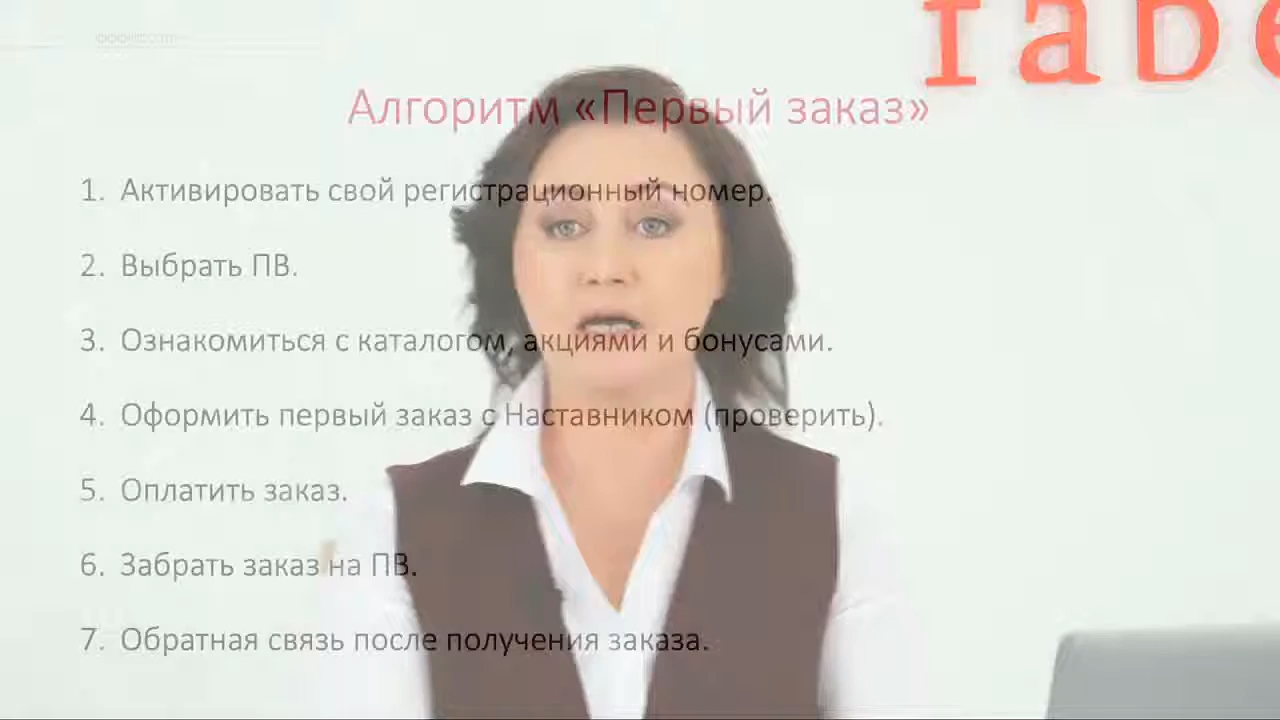 fabe
Алгоритм «Первый заказ»
1. Активировать свой регистрационный номер.
2. Выбрать ПВ.
3. Ознакомиться с каталогом, акциями и бонусами.
4. Оформить первый заказ с Наставником (проверить).
5. Оплатить заказ.
6. Забрать заказ на ПВ.
7. Обратная связь после получения заказа.